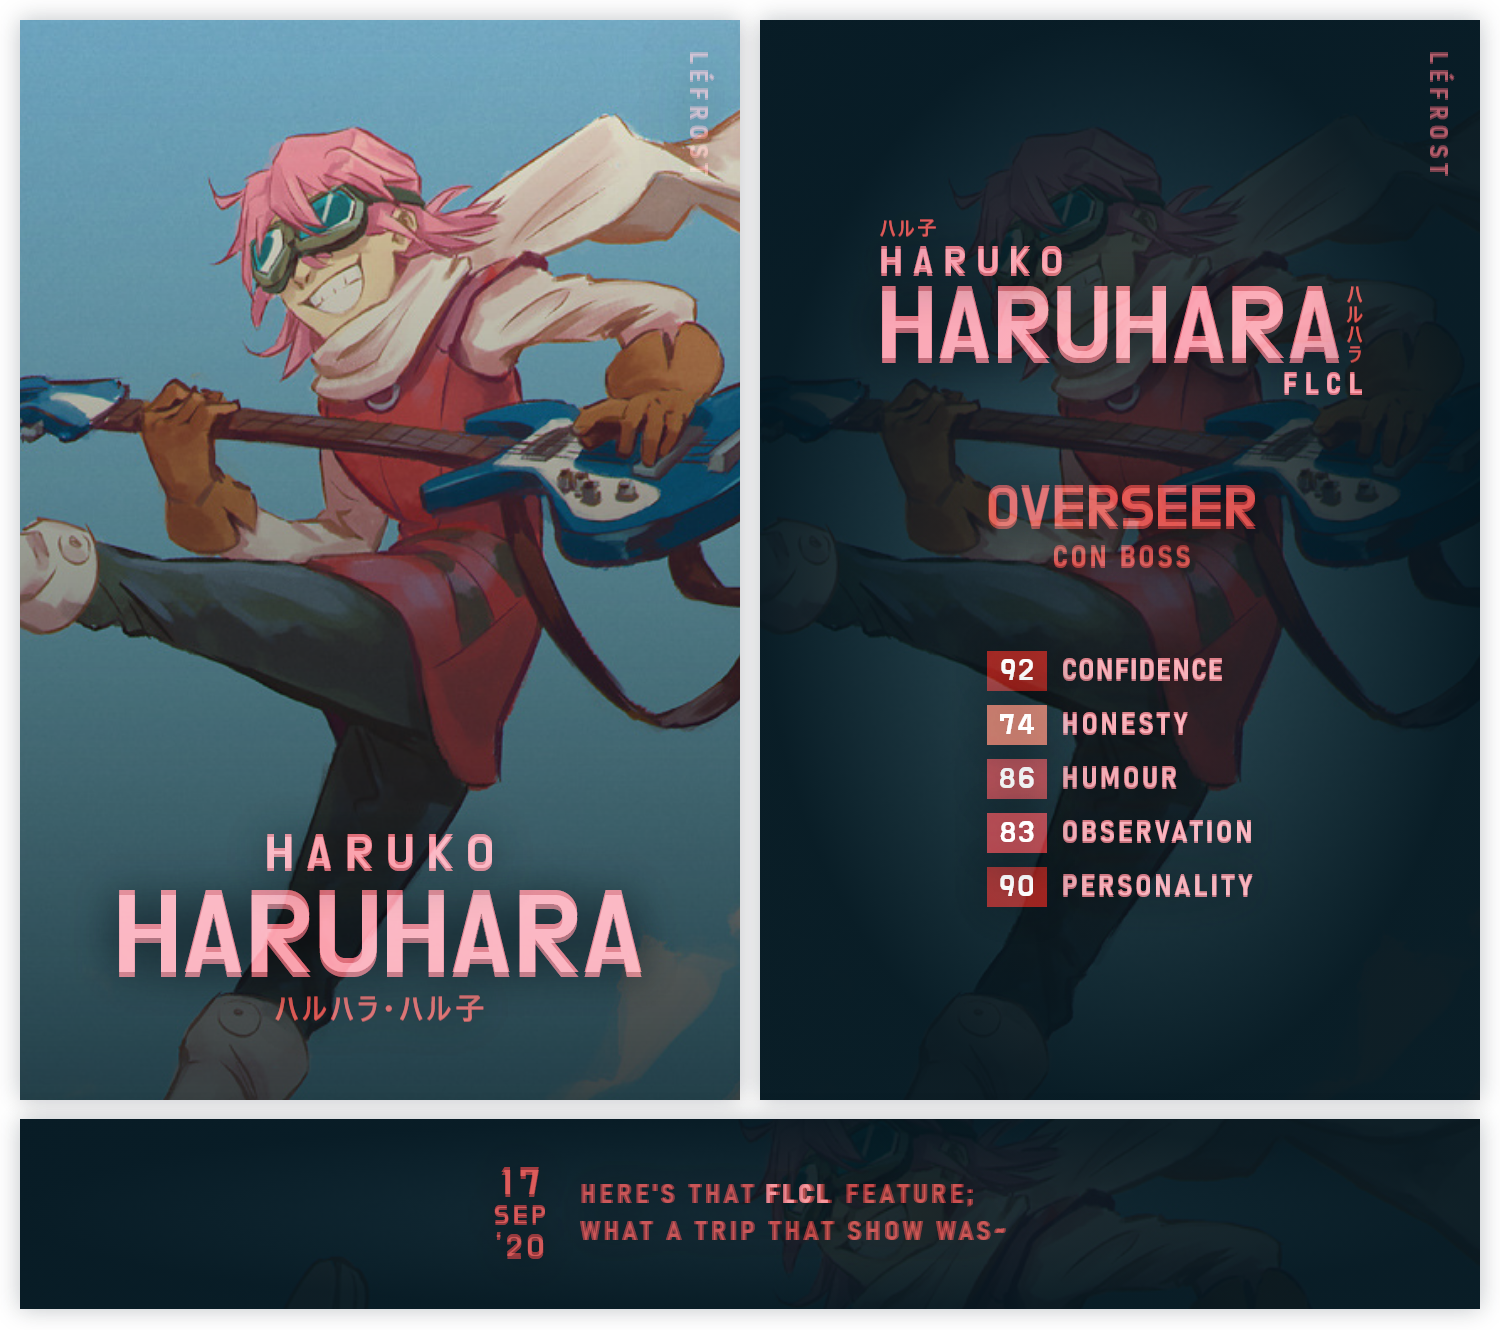 LÉFROST
HARUKO
HARUHARA
ハルハラ・ハル子
LÉFROST
ハル子
HARUKO
HARUHARA
ハルハラ
FLCL
OVERSEER
CON BOSS
92 CONFIDENCE
74 HONESTY
86 HUMOUR
83 OBSERVATION
90 PERSONALITY
17
SEP
'20
HERE'S THAT FLCL FEATURE;
WHAT A TRIP THAT SHOW WAS~